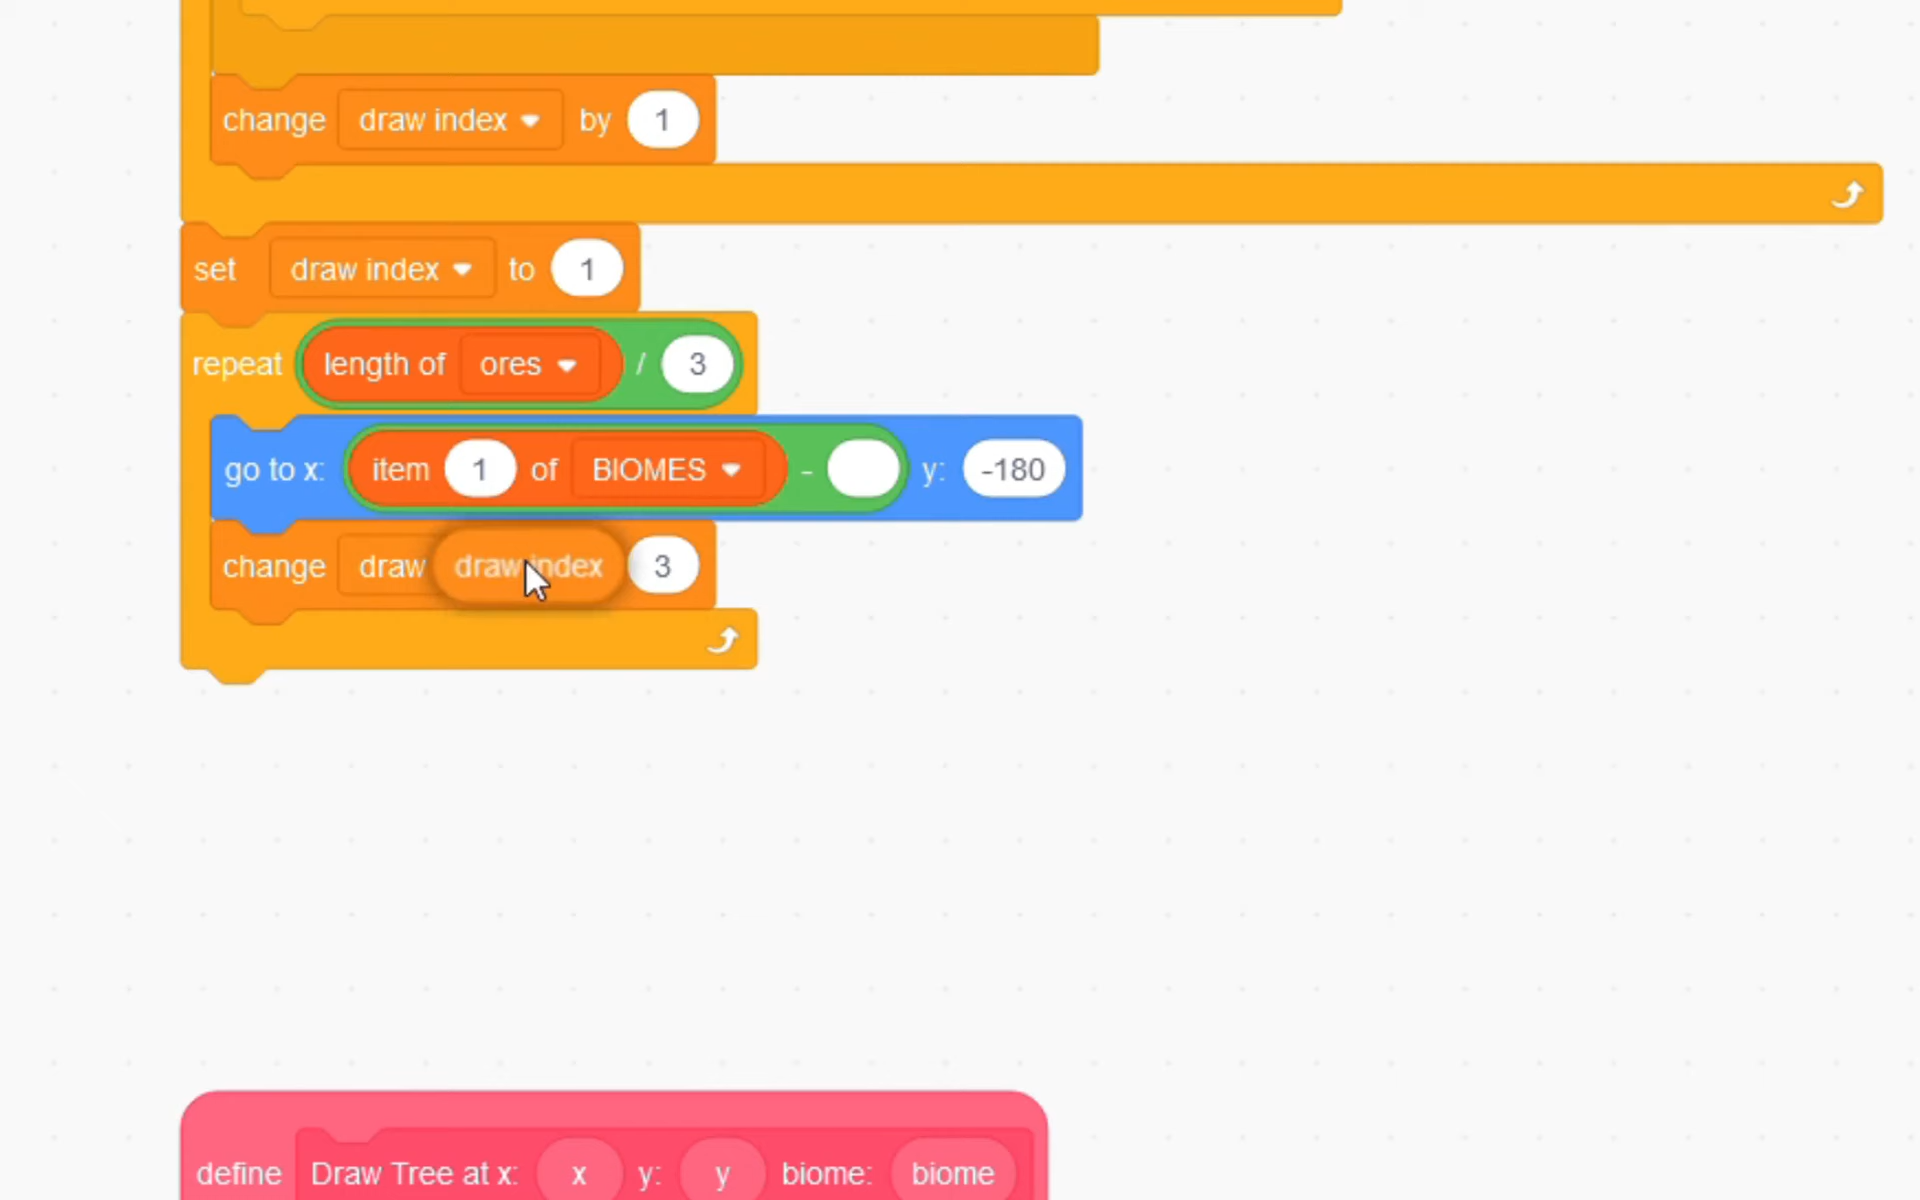 change draw index by 1
set draw index to 1
repeat length of ores / 3
go to x: item 1 of BIOMES - y: -180
change draw draw index 3
define Draw Tree at x: x y: y biome: biome